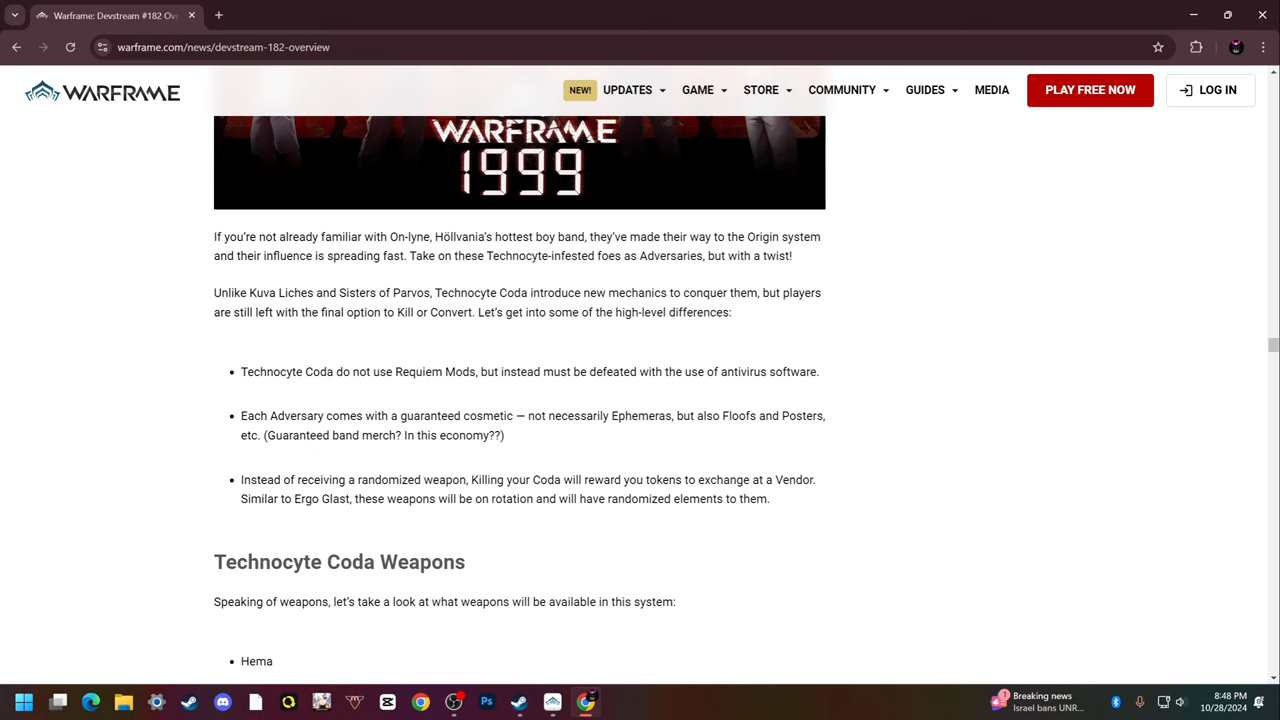 Warframe: Devstream #182 Ove
warframe.com/news/devstream-182-overview
WARFRAME
NEW! UPDATES GAME STORE COMMUNITY GUIDES MEDIA PLAY FREE NOW LOG IN
WARFRAME
1999
If you’re not already familiar with On-lyne, Höllvania’s hottest boy band, they’ve made their way to the Origin system
and their influence is spreading fast. Take on these Technocyte-infested foes as Adversaries, but with a twist!
Unlike Kuva Liches and Sisters of Parvos, Technocyte Coda introduce new mechanics to conquer them, but players
are still left with the final option to Kill or Convert. Let’s get into some of the high-level differences:
• Technocyte Coda do not use Requiem Mods, but instead must be defeated with the use of antivirus software.
• Each Adversary comes with a guaranteed cosmetic — not necessarily Ephemeras, but also Floofs and Posters,
etc. (Guaranteed band merch? In this economy??)
• Instead of receiving a randomized weapon, Killing your Coda will reward you tokens to exchange at a Vendor.
Similar to Ergo Glast, these weapons will be on rotation and will have randomized elements to them.
Technocyte Coda Weapons
Speaking of weapons, let’s take a look at what weapons will be available in this system:
• Hema
Ps
1
Breaking news
Israel bans UNR...
8:48 PM
10/28/2024